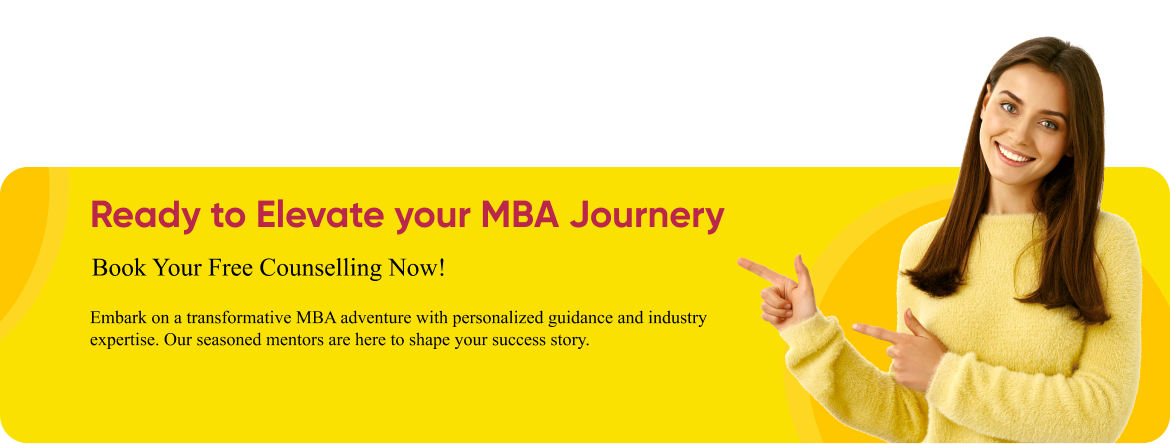 Ready to Elevate your MBA Journery
Book Your Free Counselling Now!
Embark on a transformative MBA adventure with personalized guidance and industry
expertise. Our seasoned mentors are here to shape your success story.